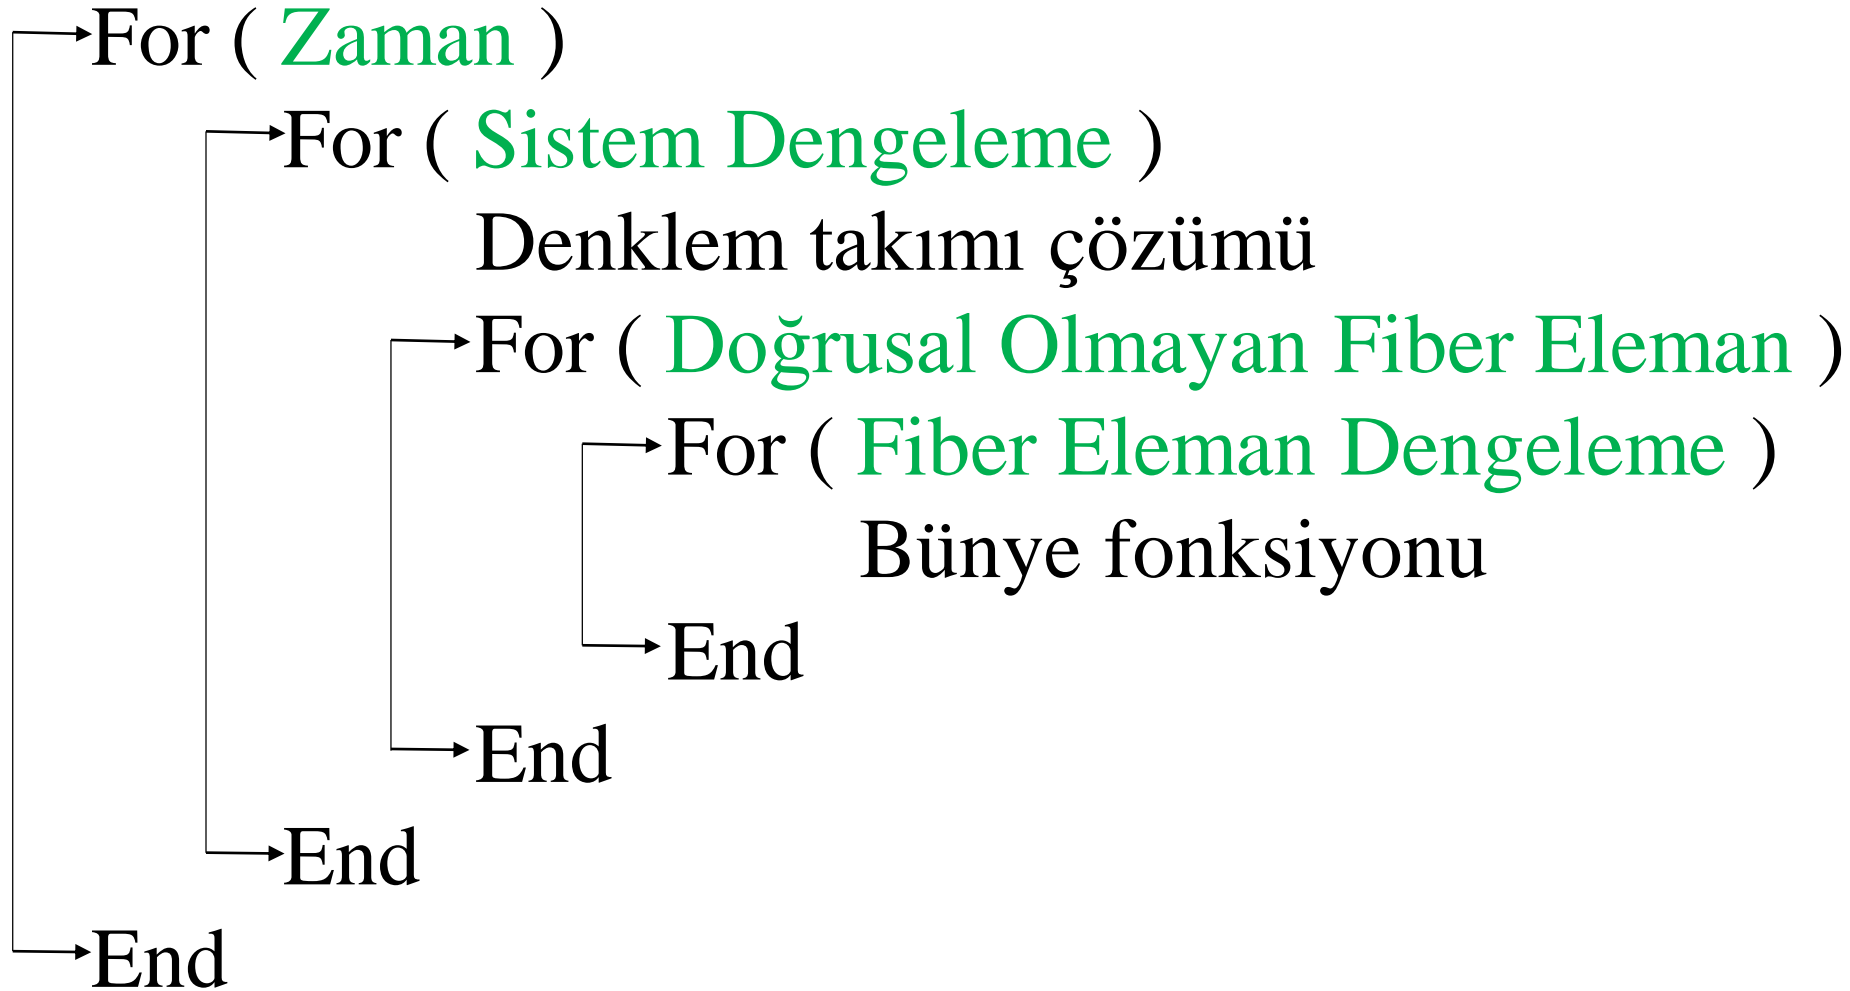 For ( Zaman )
For ( Sistem Dengeleme )
Denklem takımı çözümü
For ( Doğrusal Olmayan Fiber Eleman )
For ( Fiber Eleman Dengeleme )
Bünye fonksiyonu
End
End
End
End